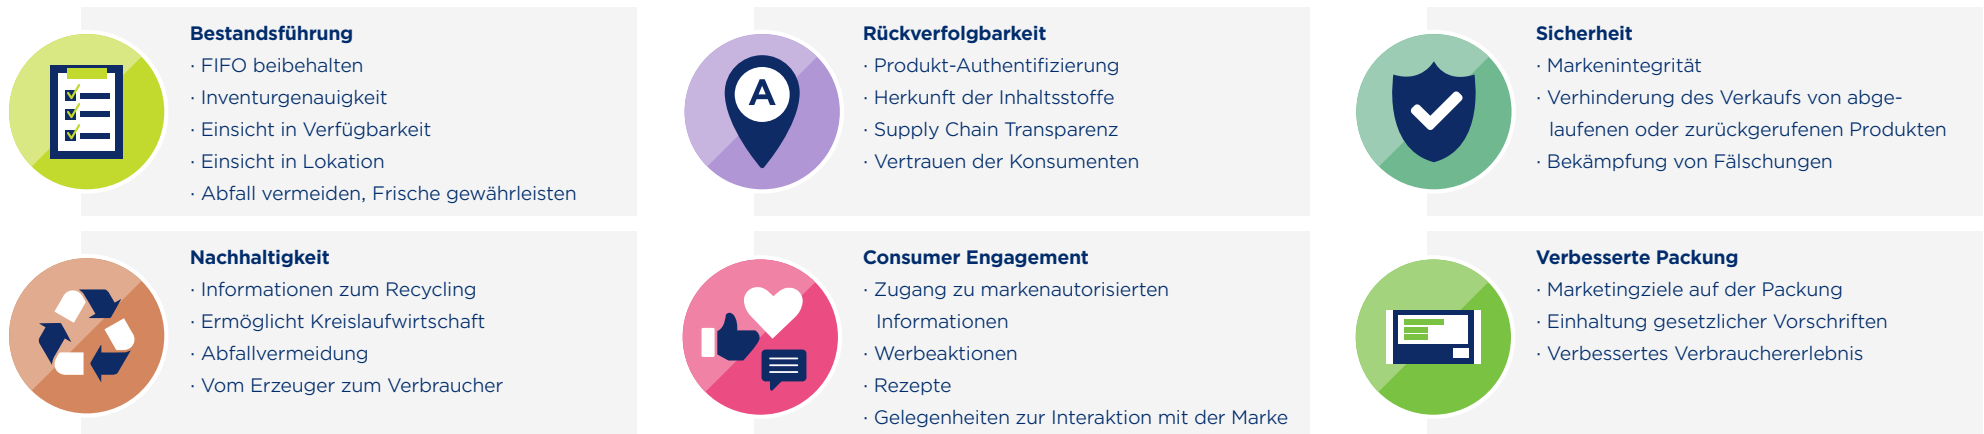 Bestandsführung
· FIFO beibehalten
· Inventurgenauigkeit
· Einsicht in Verfügbarkeit
· Einsicht in Lokation
· Abfall vermeiden, Frische gewährleisten
A
Rückverfolgbarkeit
· Produkt-Authentifizierung
· Herkunft der Inhaltsstoffe
· Supply Chain Transparenz
· Vertrauen der Konsumenten
Sicherheit
· Markenintegrität
· Verhinderung des Verkaufs von abge-
laufenen oder zurückgerufenen Produkten
· Bekämpfung von Fälschungen
Nachhaltigkeit
· Informationen zum Recycling
· Ermöglicht Kreislaufwirtschaft
· Abfallvermeidung
· Vom Erzeuger zum Verbraucher
Consumer Engagement
· Zugang zu markenautorisierten
Informationen
· Werbeaktionen
· Rezepte
· Gelegenheiten zur Interaktion mit der Marke
Verbesserte Packung
· Marketingziele auf der Packung
· Einhaltung gesetzlicher Vorschriften
· Verbessertes Verbrauchererlebnis